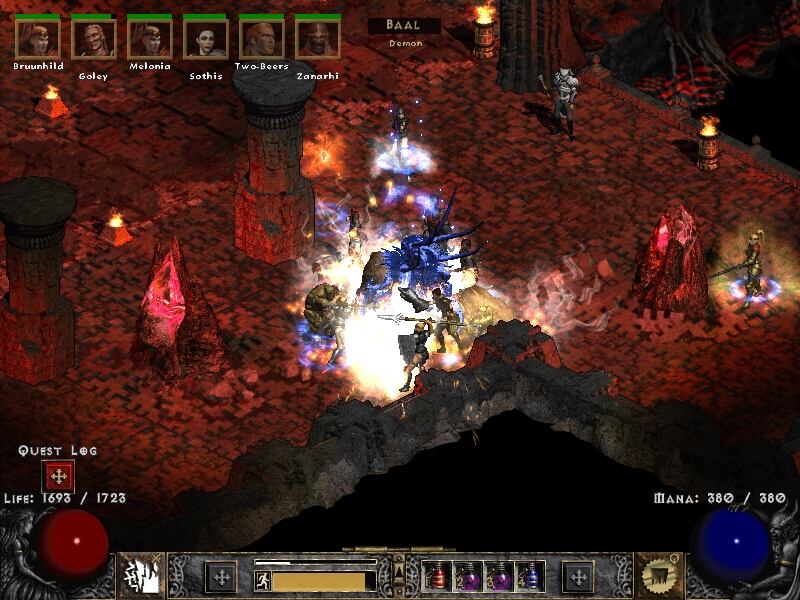 BAAL
Demon
Bruunhild
Goley
Melonia
Sothis
Two-Beers
Zanarhi
Quest Log
Life: 1693 / 1723
Mana: 380 / 380